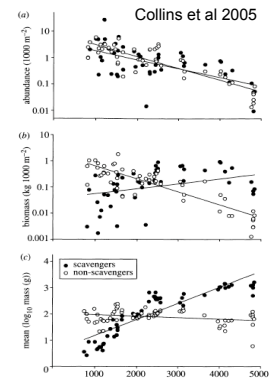 Collins et al 2005
(a)
100
10
1
0.1
0.01
abundance (1000 m⁻²)
(b)
10
1
0.1
0.01
0.001
biomass (kg (1000 m⁻²)
(c)
5
4
3
2
1
0
mean (log₁₀ mass (g))
scavengers
non-scavengers
1000 2000 3000 4000 5000